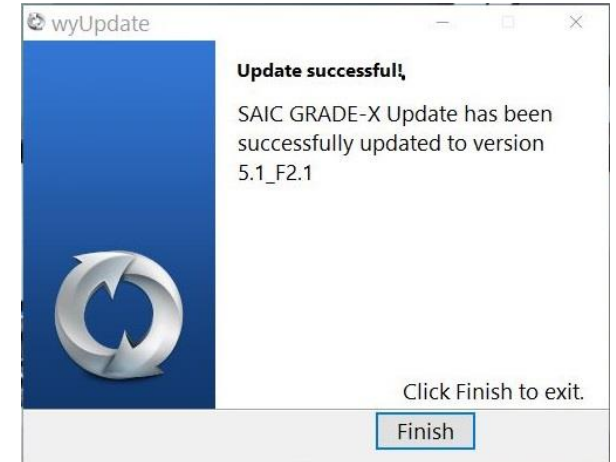 wyUpdate
Update successful!
SAIC GRADE-X Update has been
successfully updated to version
5.1_F2.1
Click Finish to exit.
Finish